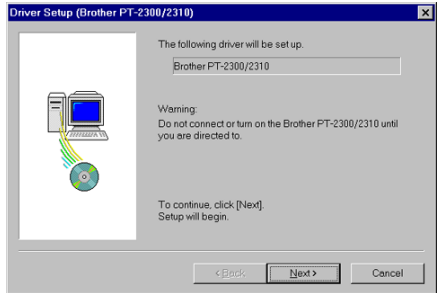 Driver Setup (Brother PT-2300/2310)
The following driver will be set up.
Brother PT-2300/2310
Warning:
Do not connect or turn on the Brother PT-2300/2310 until
you are directed to.
To continue, click [Next].
Setup will begin.
< Back Next > Cancel